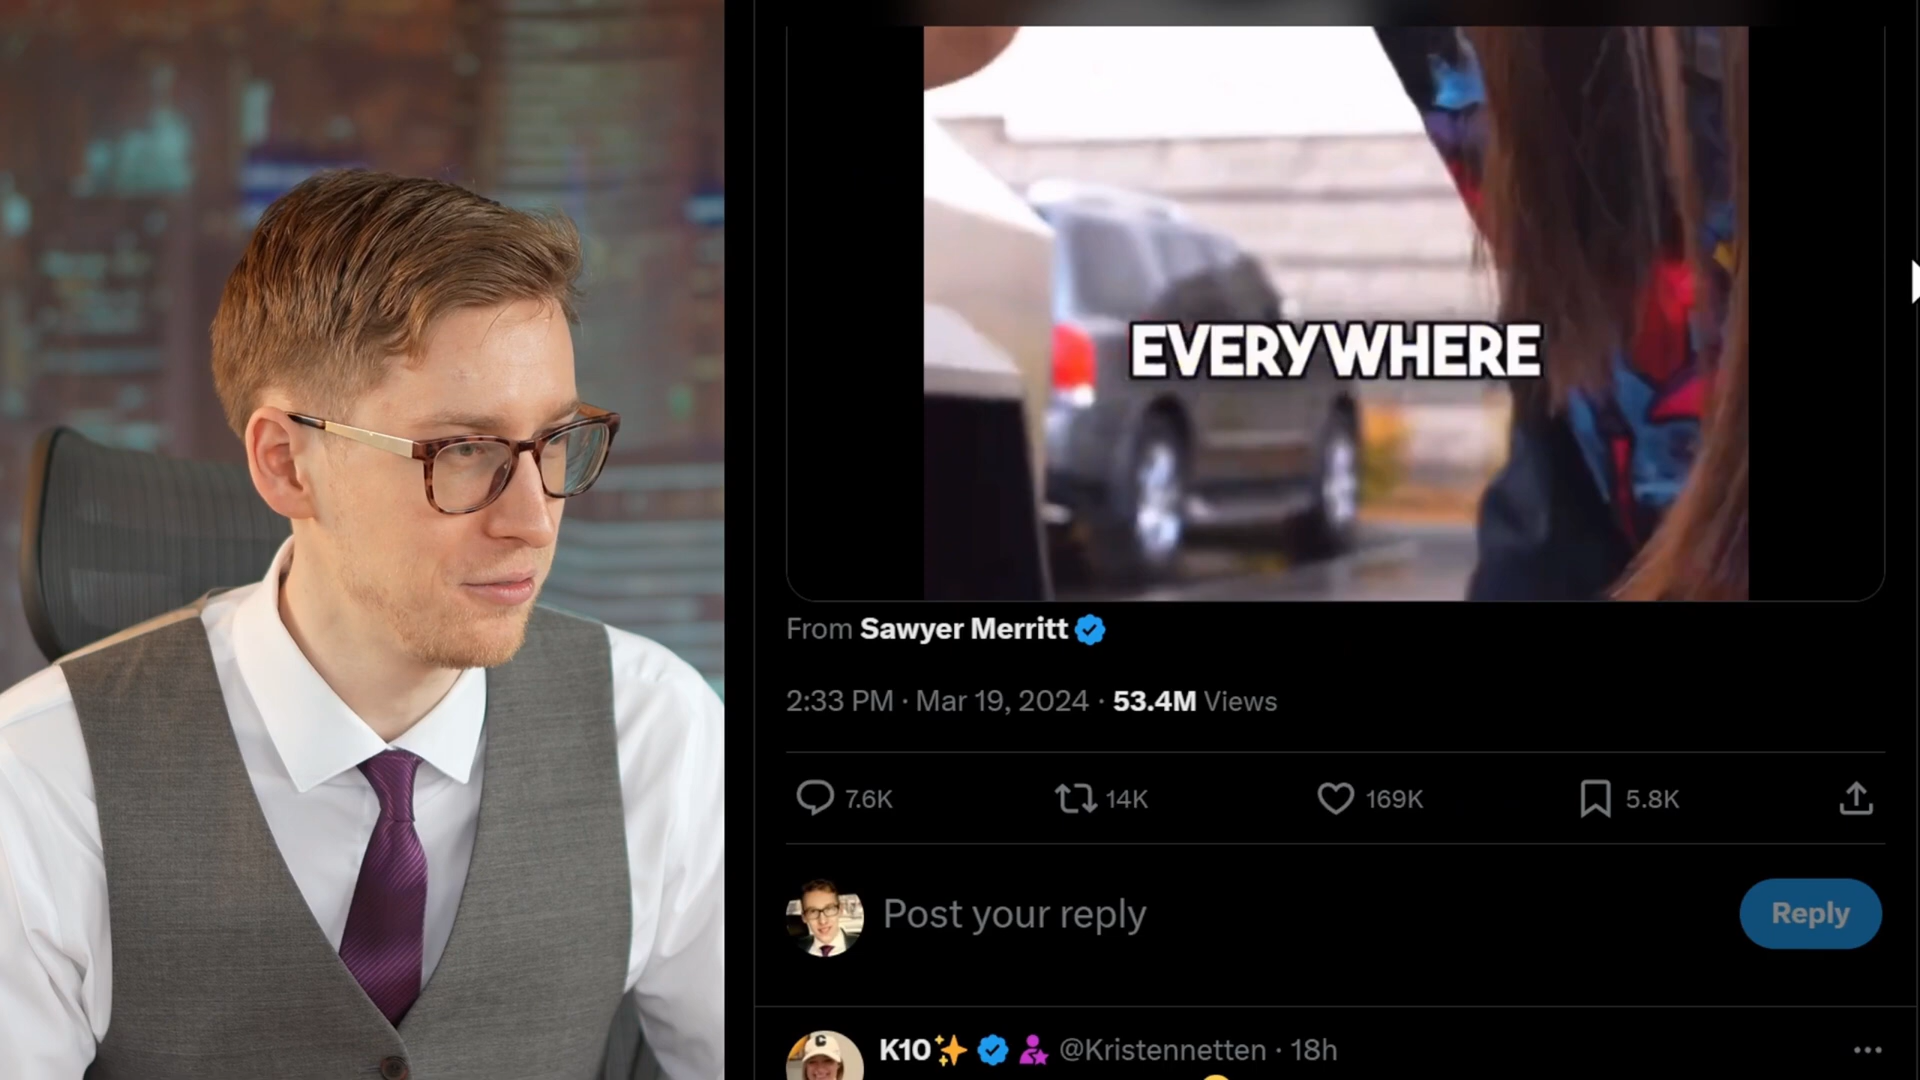 EVERYWHERE
From Sawyer Merritt
2:33 PM · Mar 19, 2024 · 53.4M Views
7.6K 14K 169K 5.8K
Post your reply
Reply
C
K10 @Kristennetten · 18h